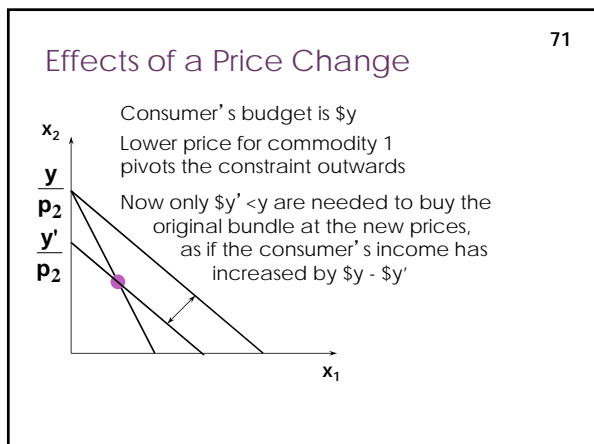 71
Effects of a Price Change
Consumer's budget is $y
Lower price for commodity 1
pivots the constraint outwards
Now only $y' <y are needed to buy the
original bundle at the new prices,
as if the consumer's income has
increased by $y - $y'
x2
y
p2
y'
p2
x1